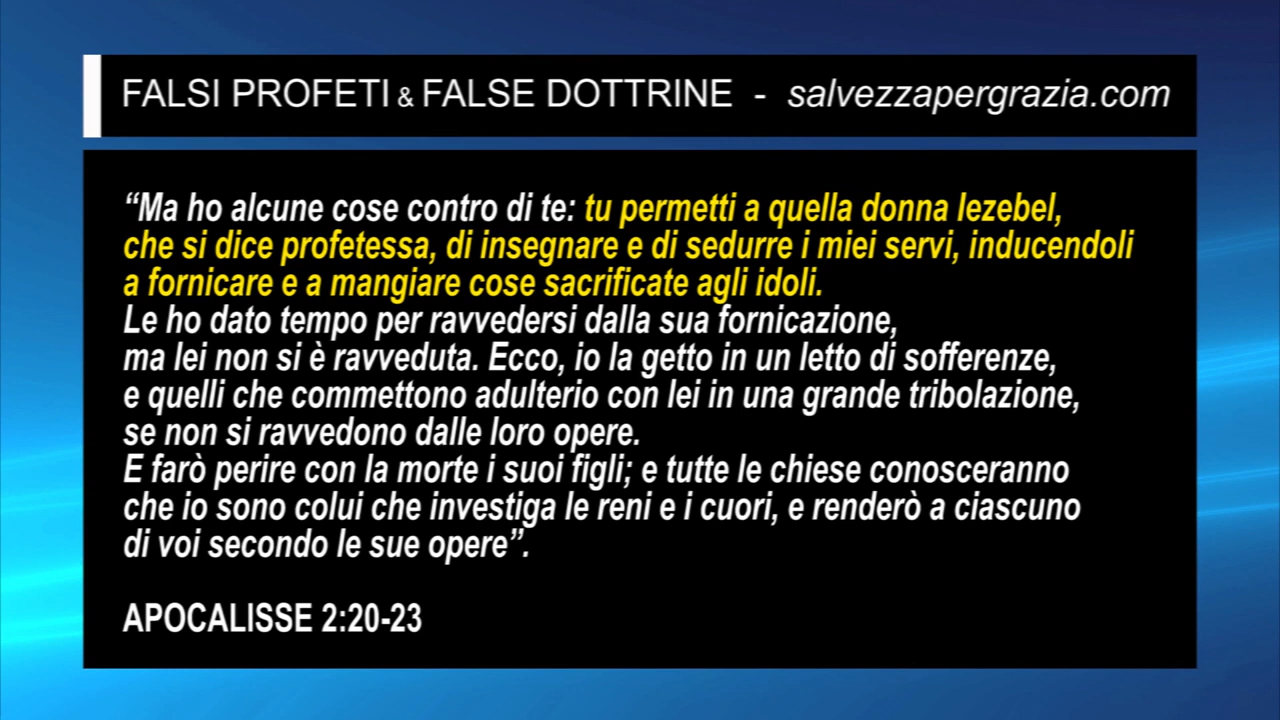 FALSI PROFETI & FALSE DOTTRINE - salvezzapergrazia.com
“Ma ho alcune cose contro di te: tu permetti a quella donna Iezebel,
che si dice profetessa, di insegnare e di sedurre i miei servi, inducendoli
a fornicare e a mangiare cose sacrificate agli idoli.
Le ho dato tempo per ravvedersi dalla sua fornicazione,
ma lei non si è ravveduta. Ecco, io la getto in un letto di sofferenze,
e quelli che commettono adulterio con lei in una grande tribolazione,
se non si ravvedono dalle loro opere.
E farò perire con la morte i suoi figli; e tutte le chiese conosceranno
che io sono colui che investiga le reni e i cuori, e renderò a ciascuno
di voi secondo le sue opere”.
APOCALISSE 2:20-23